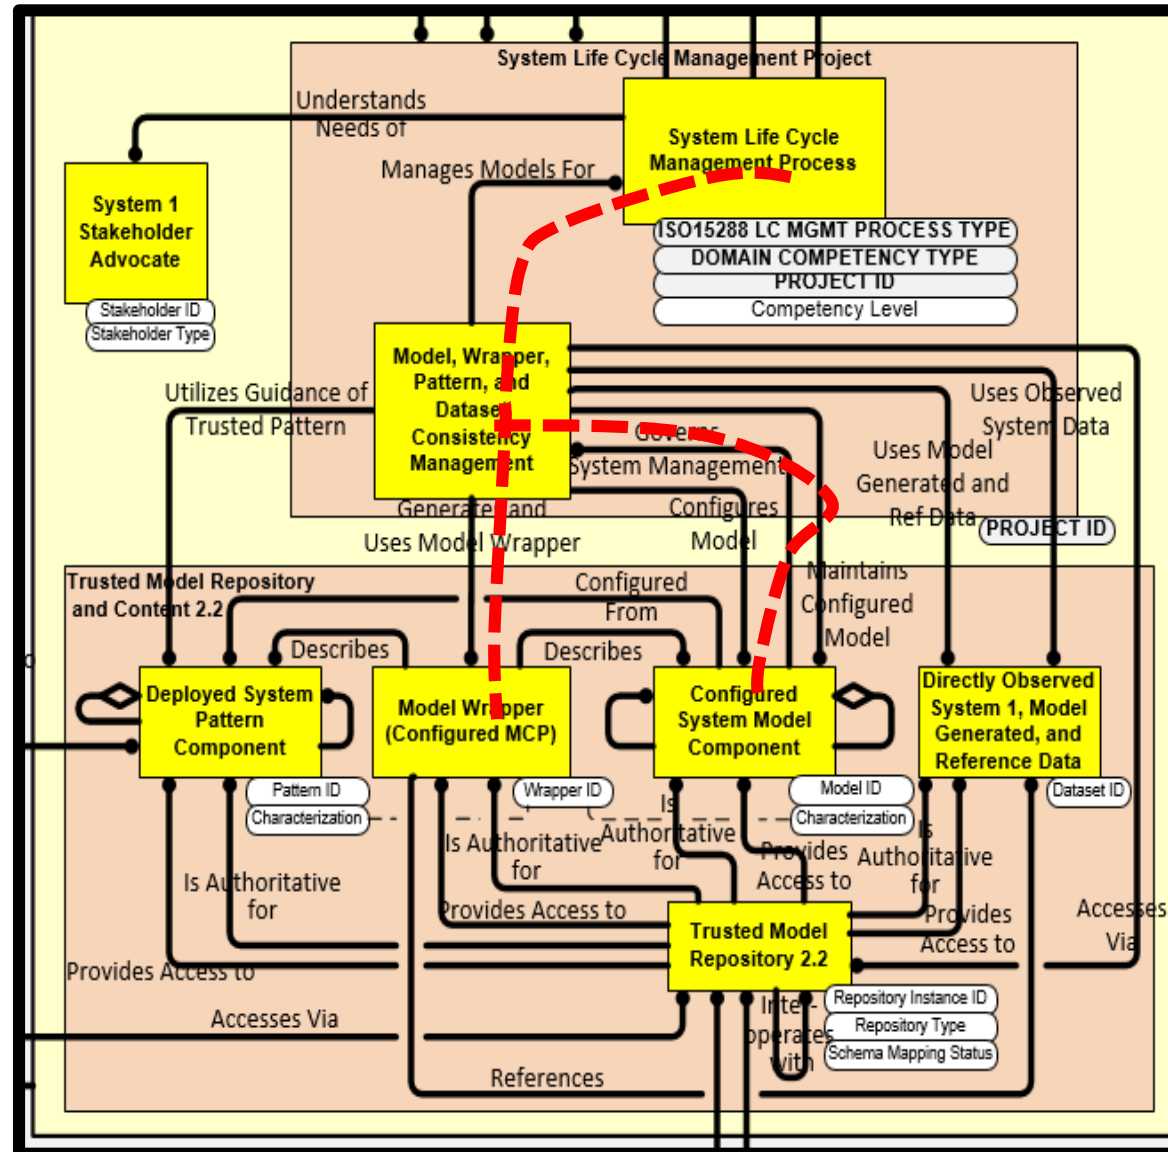 System Life Cycle Management Project
Understands
Needs of
System Life Cycle
Management Process
Manages Models For
System 1
Stakeholder
Advocate
ISO15288 LC MGMT PROCESS TYPE
DOMAIN COMPETENCY TYPE
PROJECT ID
Competency Level
Stakeholder ID
Stakeholder Type
Model, Wrapper,
Pattern, and
Dataset
Consistency
Management
Utilizes Guidance of
Trusted Pattern
Uses Observed
System Data
Governs
System Management
Uses Model
Generated and
Ref Data
Generates and
Uses Model Wrapper
Configures
Model
PROJECT ID
Trusted Model Repository
and Content 2.2
Configured
From
Maintains
Configured
Model
Describes
Describes
Deployed System
Pattern
Component
Model Wrapper
(Configured MCP)
Configured
System Model
Component
Directly Observed
System 1, Model
Generated, and
Reference Data
Pattern ID
Characterization
Wrapper ID
Model ID
Characterization
Dataset ID
Is Authoritative
for
Is Authoritative
for
Is
Authoritative
for
Provides
Access to
Is
Authoritative
for
Provides Access to
Provides Access to
Provides
Access to
Accesses
Via
Trusted Model
Repository 2.2
Repository Instance ID
Repository Type
Schema Mapping Status
Inter-
operates
with
Accesses Via
References